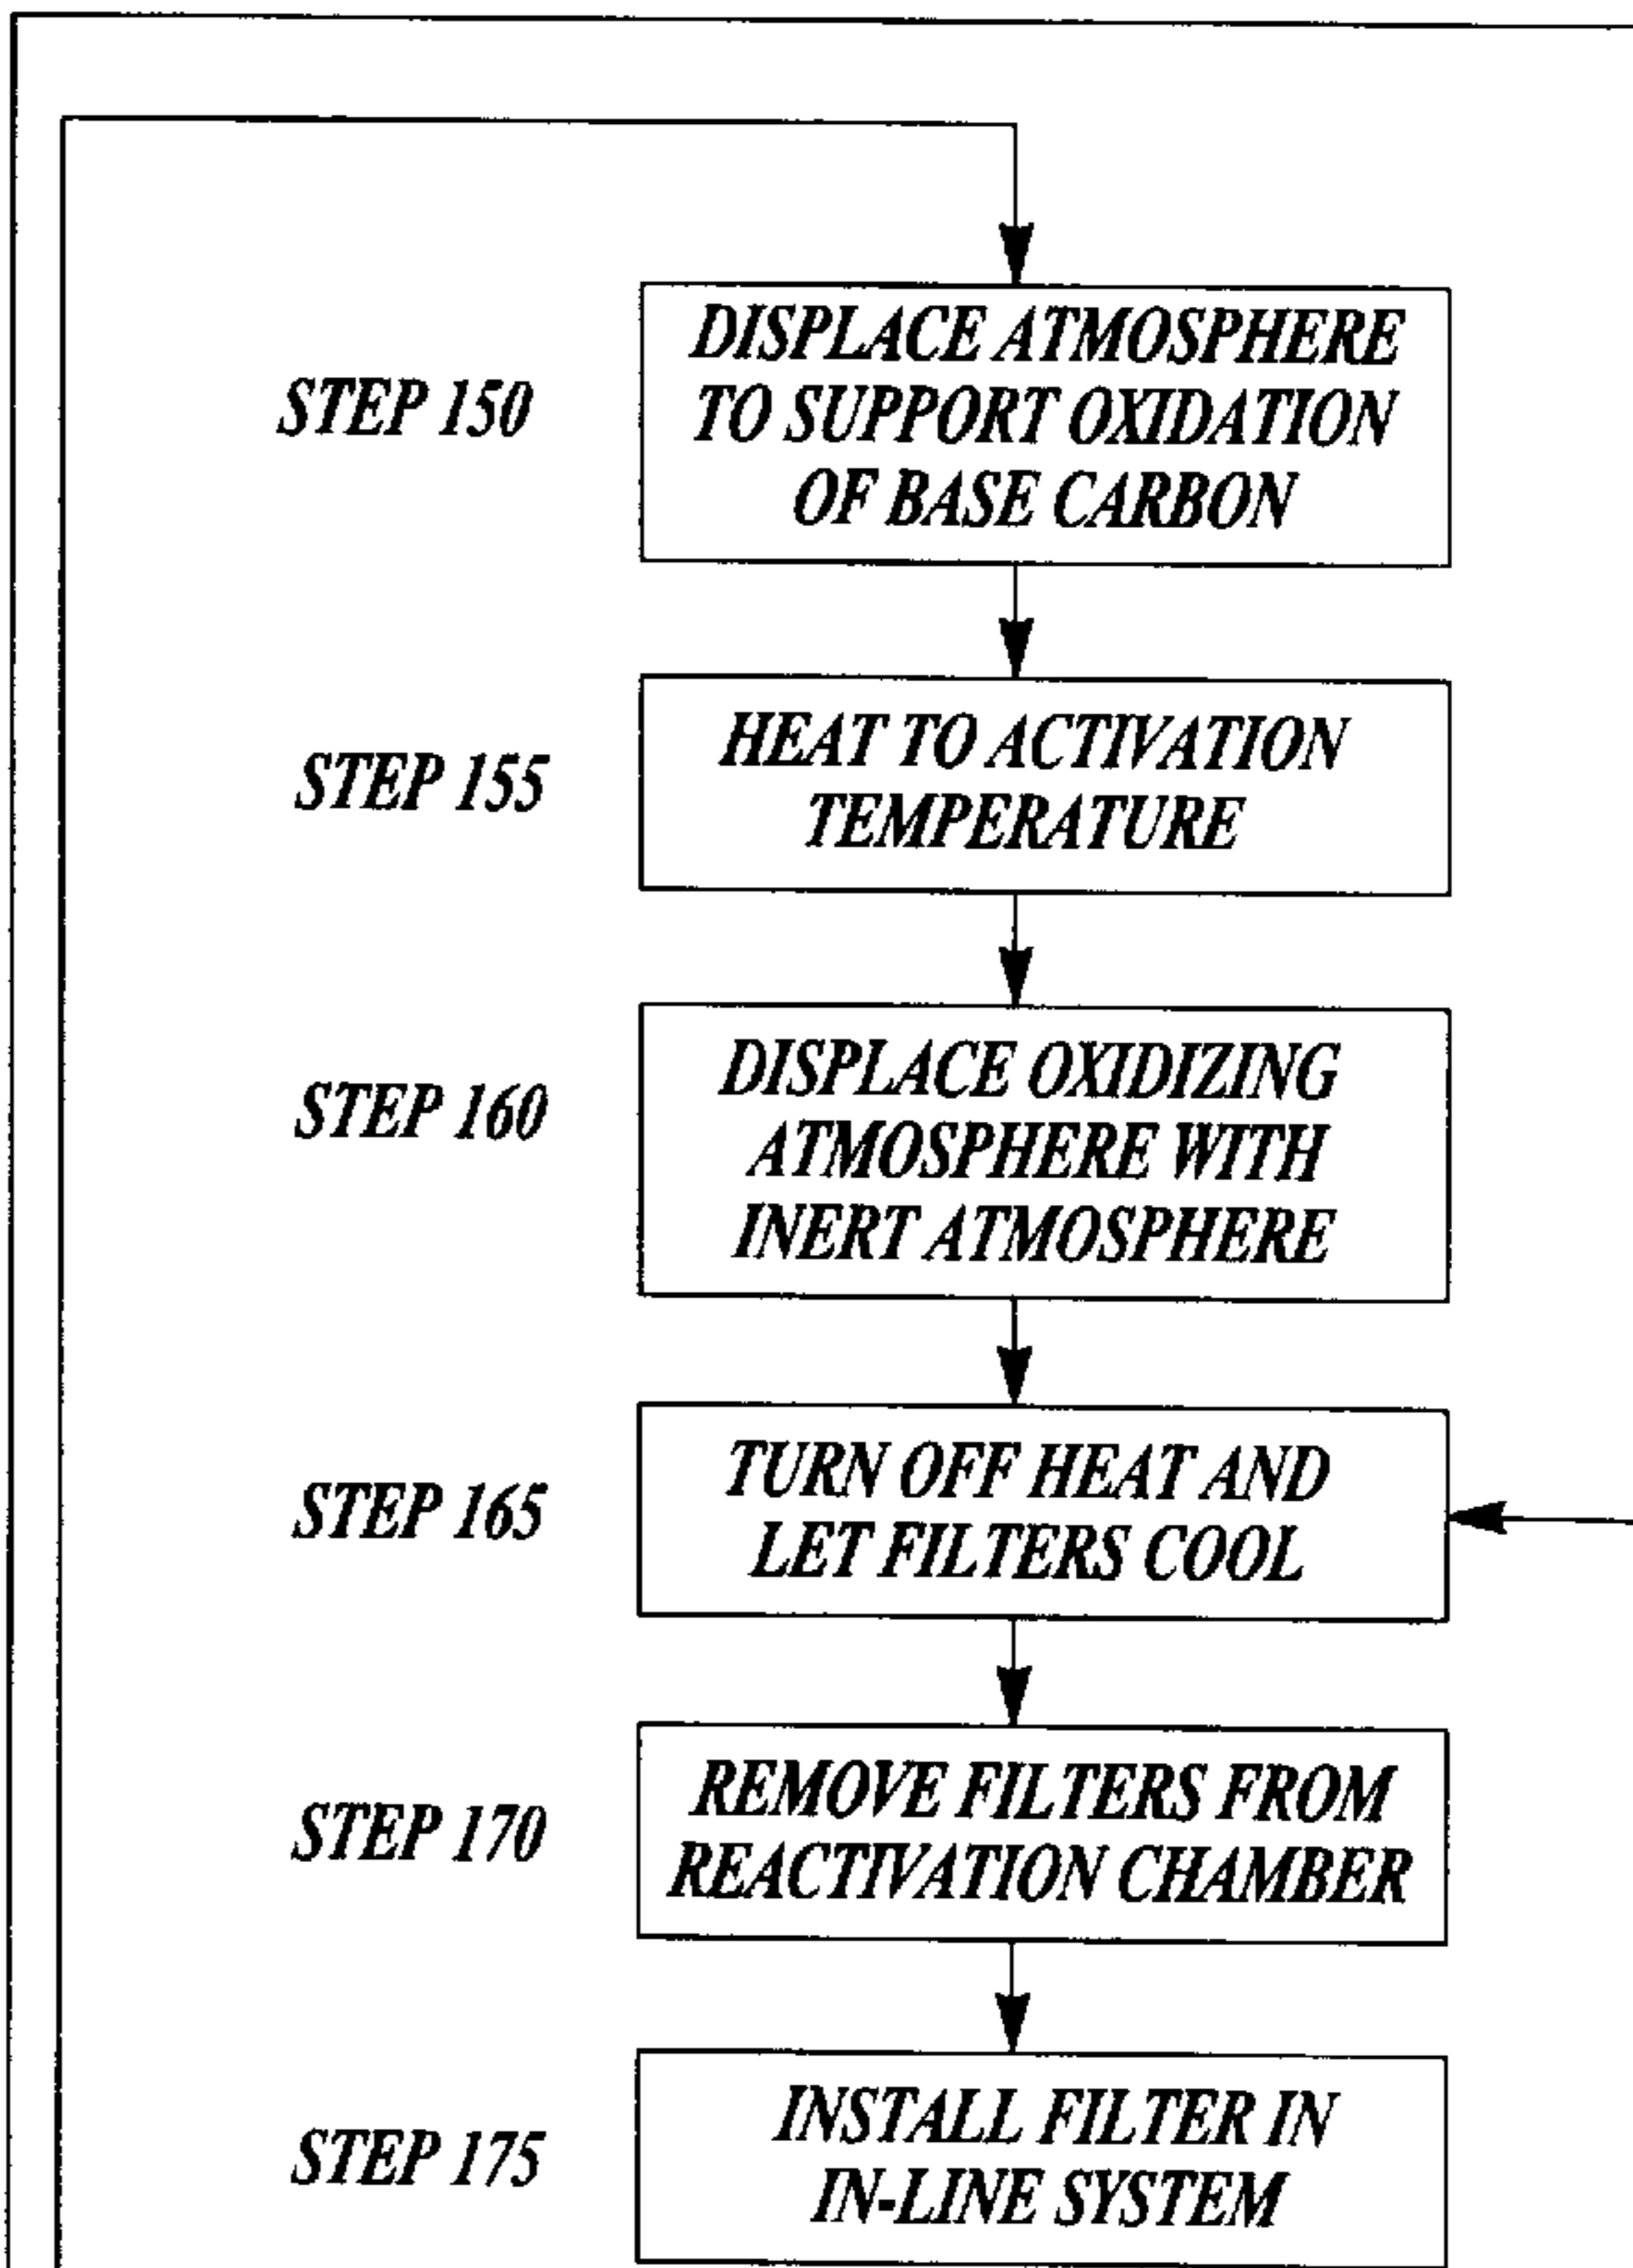 DISPLACE ATMOSPHERE
TO SUPPORT OXIDATION
OF BASE CARBON
STEP 150
HEAT TO ACTIVATION
TEMPERATURE
STEP 155
DISPLACE OXIDIZING
ATMOSPHERE WITH
INERT ATMOSPHERE
STEP 160
TURN OFF HEAT AND
LET FILTERS COOL
STEP 165
REMOVE FILTERS FROM
REACTIVATION CHAMBER
STEP 170
INSTALL FILTER IN
IN-LINE SYSTEM
STEP 175